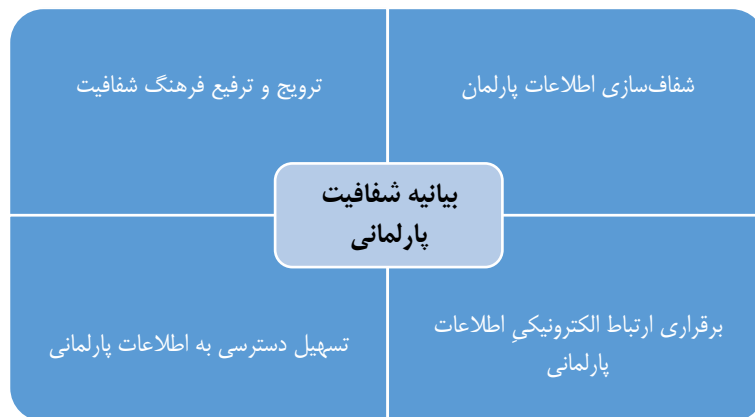 شفاف‌سازی اطلاعات پارلمان
ترویج و ترفیع فرهنگ شفافیت
بیانیه شفافیت
پارلمانی
برقراری ارتباط الکترونیکیِ اطلاعات
پارلمانی
تسهیل دسترسی به اطلاعات پارلمانی